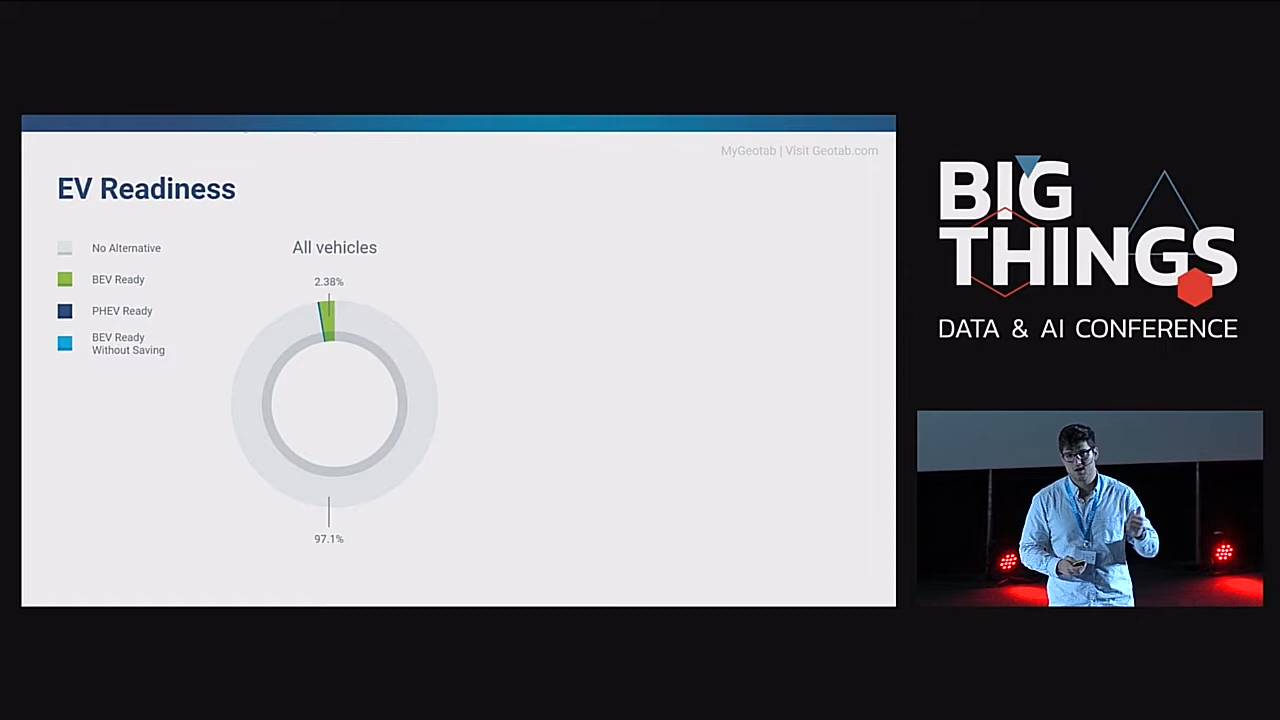 MyGeotab | Visit Geotab.com
EV Readiness
No Alternative
BEV Ready
PHEV Ready
BEV Ready
Without Saving
All vehicles
2.38%
97.1%
BIG
THINGS
DATA & AI CONFERENCE